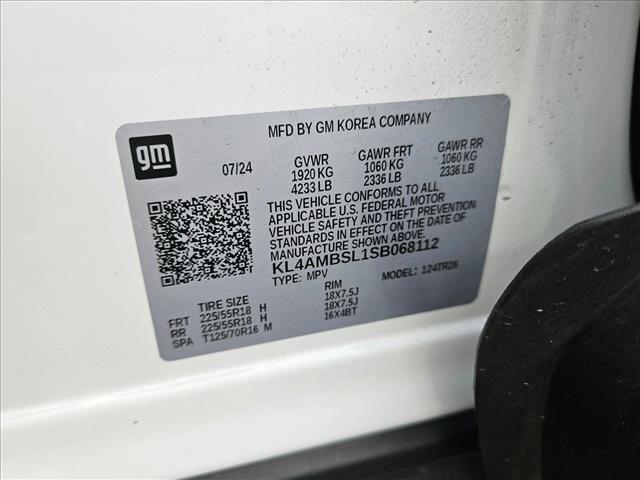 MFD BY GM KOREA COMPANY
gm
07/24 GVWR GAWR FRT GAWR RR
1920 KG 1060 KG 1060 KG
4233 LB 2336 LB 2336 LB
THIS VEHICLE CONFORMS TO ALL
APPLICABLE U.S. FEDERAL MOTOR
VEHICLE SAFETY AND THEFT PREVENTION
STANDARDS IN EFFECT ON THE DATE OF
MANUFACTURE SHOWN ABOVE.
KL4AMBSL1SB068112
TYPE: MPV MODEL: 124TR26
TIRE SIZE RIM
FRT 225/55R18 H 18X7.5J
RR 225/55R18 H 18X7.5J
SPA T125/70R16 M 16X4BT